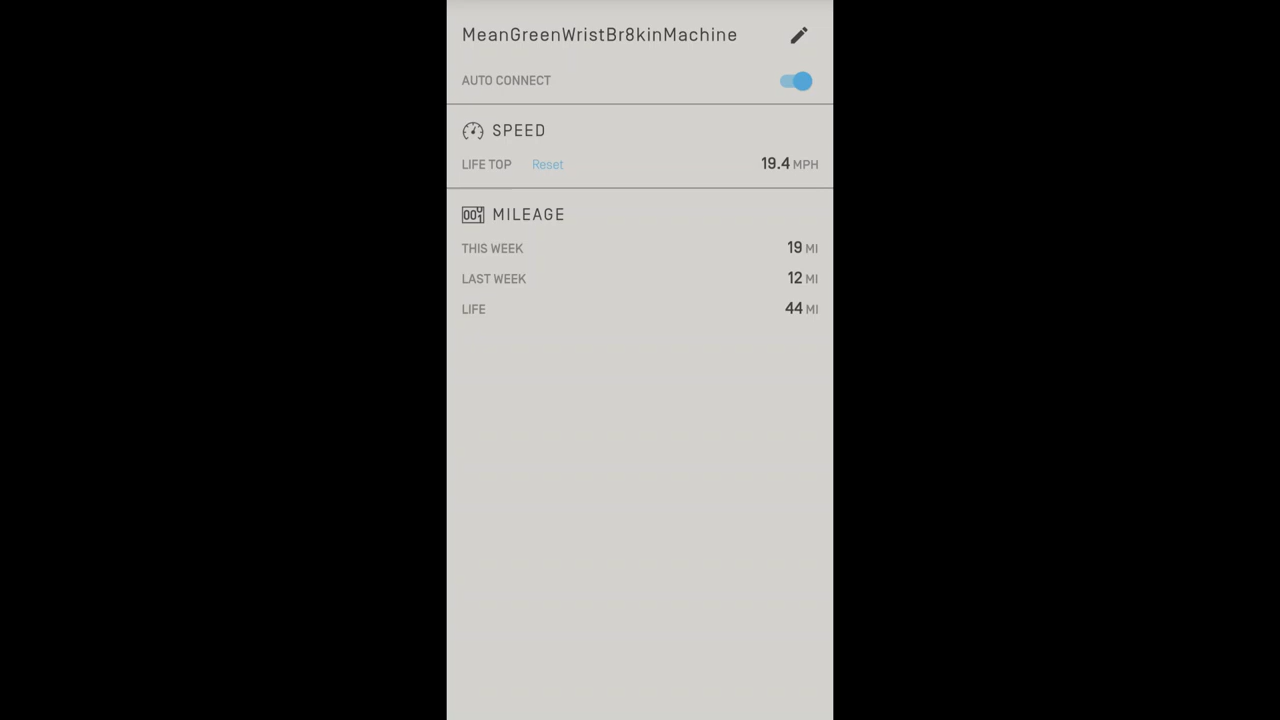 MeanGreenWristBr8kinMachine
AUTO CONNECT
SPEED
LIFE TOP Reset 19.4 MPH
001 MILEAGE
THIS WEEK 19 MI
LAST WEEK 12 MI
LIFE 44 MI